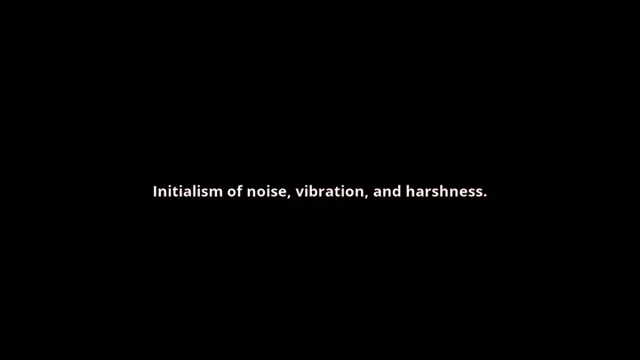 Initialism of noise, vibration, and harshness.